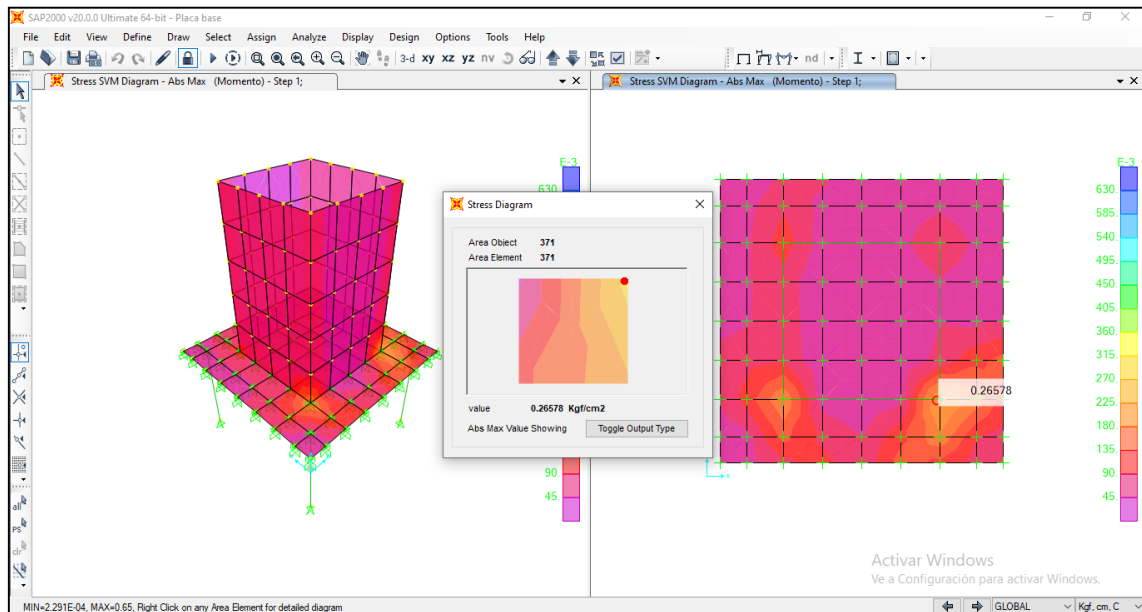 SAP2000 v20.0.0 Ultimate 64-bit - Placa base
File Edit View Define Draw Select Assign Analyze Display Design Options Tools Help
3-d xy xz yz nv nd
Stress SVM Diagram - Abs Max (Momento) - Step 1;
Stress SVM Diagram - Abs Max (Momento) - Step 1;
E-3
630
90
45
Stress Diagram
Area Object 371
Area Element 371
value 0.26578 Kgf/cm2
Abs Max Value Showing Toggle Output Type
0.26578
E-3
630.
585.
540.
495.
450.
405.
360.
315.
270.
225.
180.
135.
90.
45.
all
PS
dr
Activar Windows
Ve a Configuración para activar Windows.
MIN=2.291E-04, MAX=0.65, Right Click on any Area Element for detailed diagram
GLOBAL
Kgf, cm, C